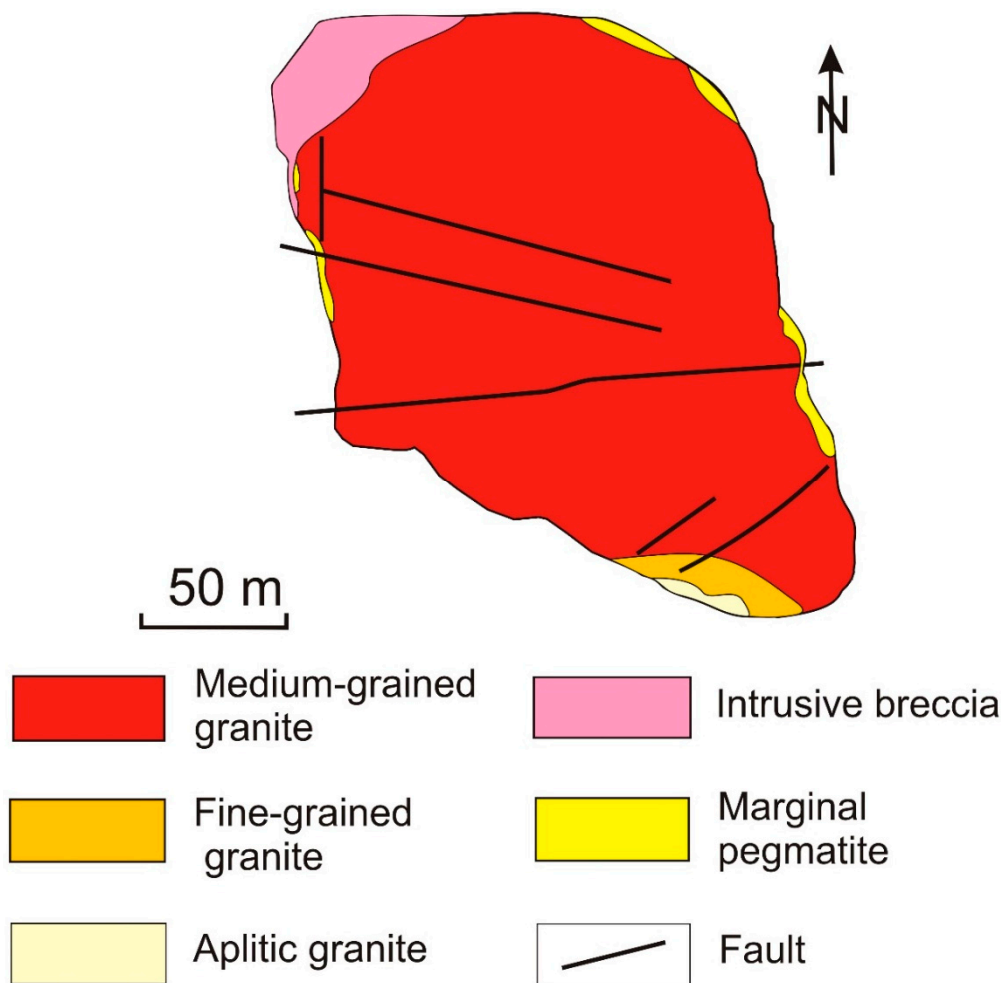 N
50 m
Medium-grained
granite
Intrusive breccia
Fine-grained
granite
Marginal
pegmatite
Aplitic granite
Fault